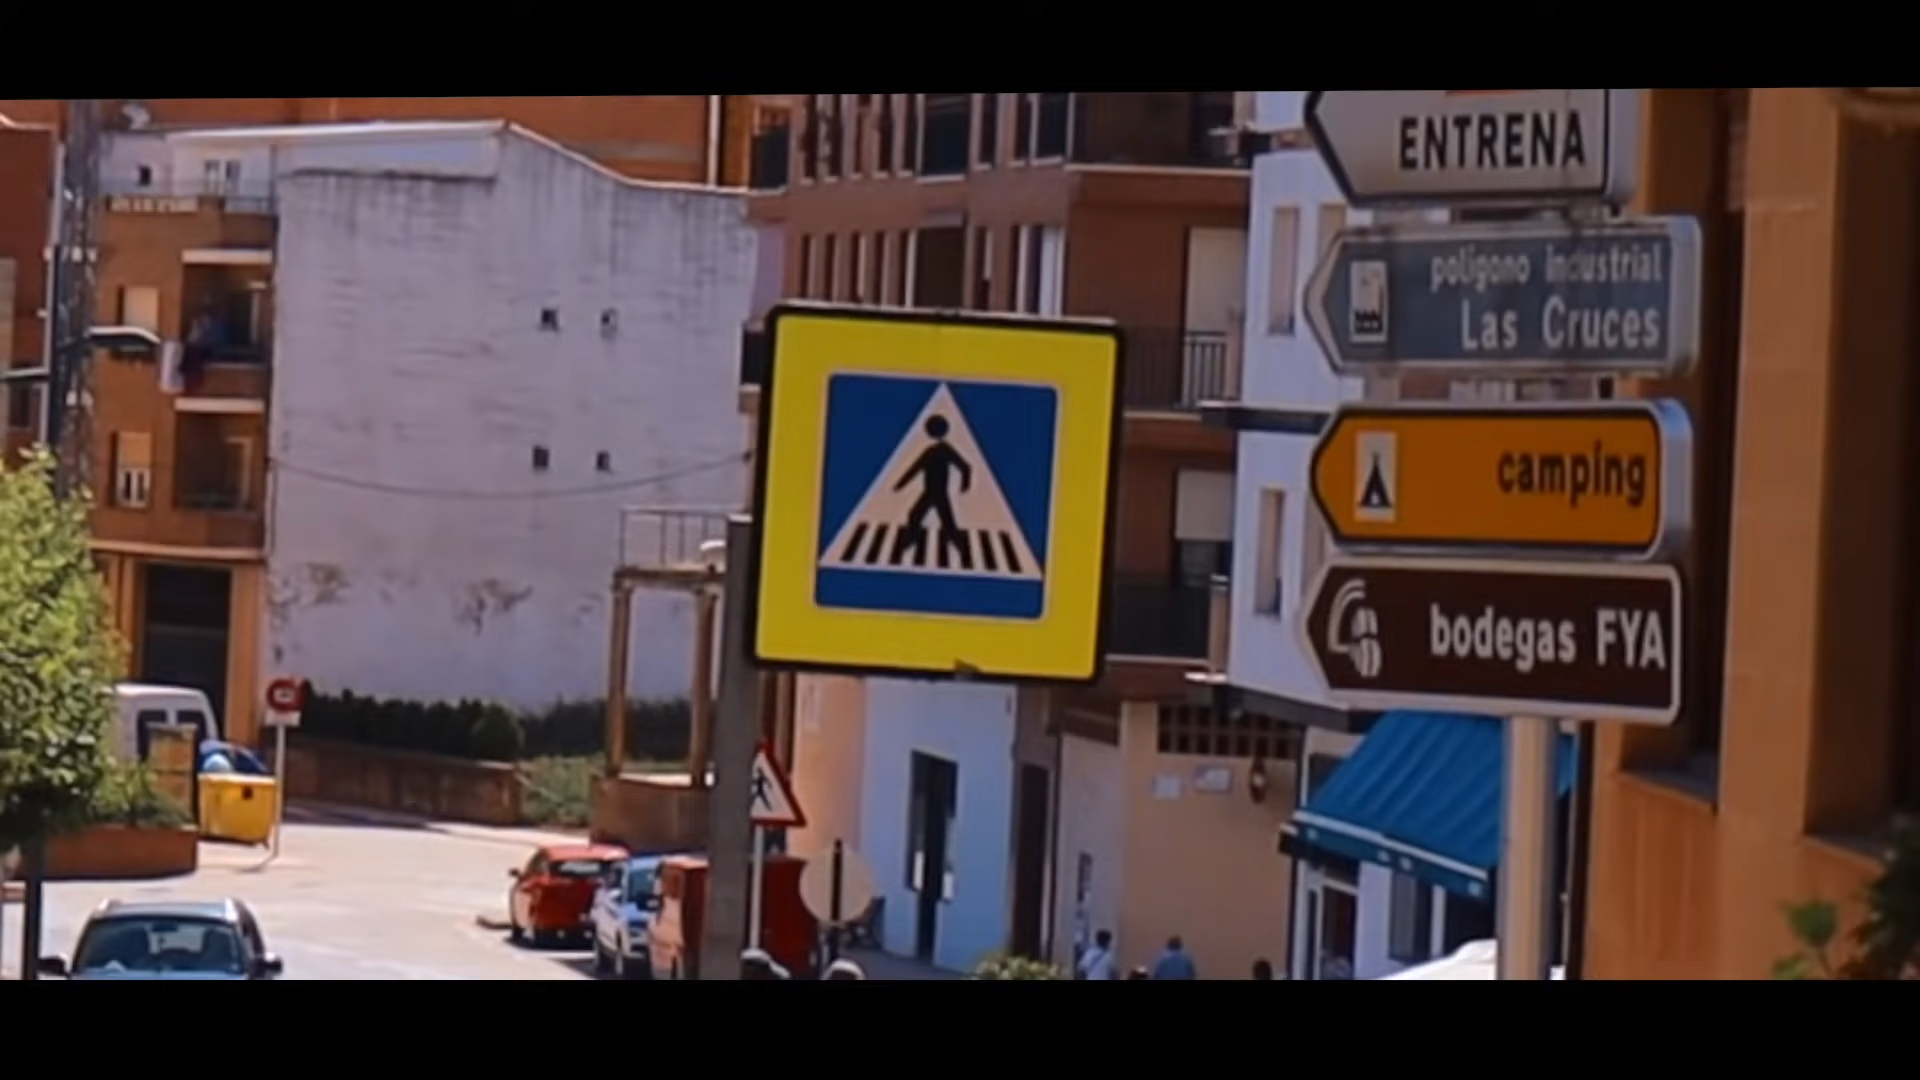 ENTRENA
polígono industrial
Las Cruces
camping
bodegas FYA